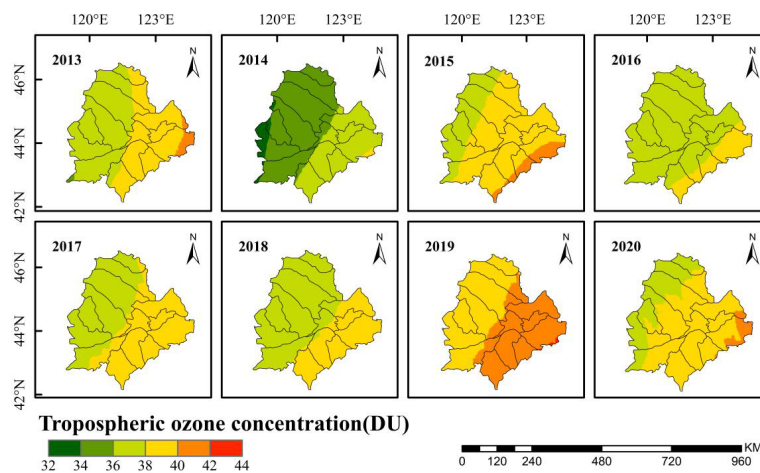 120°E 123°E 120°E 123°E 120°E 123°E 120°E 123°E
46°N 2013 N 2014 N 2015 N 2016 N
44°N
42°N
46°N 2017 N 2018 N 2019 N 2020 N
44°N
42°N
Tropospheric ozone concentration(DU)
32 34 36 38 40 42 44
KM
0 120 240 480 720 960